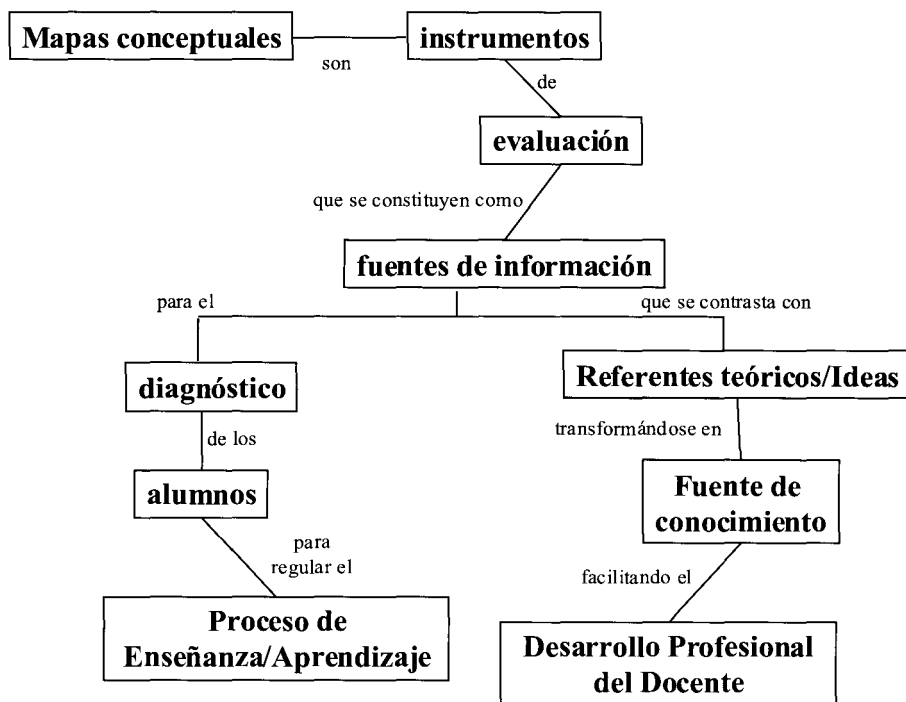 Mapas conceptuales
son
instrumentos
de
evaluación
que se constituyen como
fuentes de información
para el
que se contrasta con
diagnóstico
Referentes teóricos/Ideas
de los
transformándose en
alumnos
Fuente de
conocimiento
para
regular el
facilitando el
Proceso de
Enseñanza/Aprendizaje
Desarrollo Profesional
del Docente